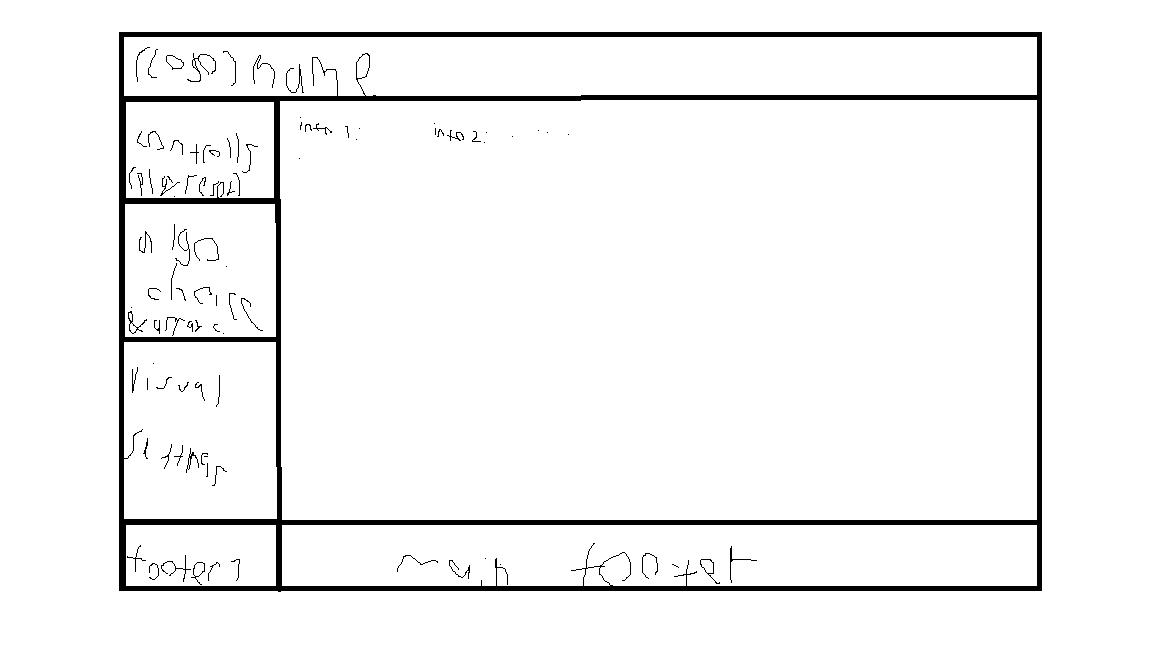 (logo) name
controlls
(play. reset)
info 1:
info 2: . . . . .
algo.
choice
& array c.
visual
settings
footer 1
main footer